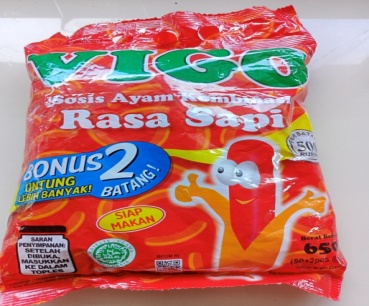 VIGO
Sosis Ayam Kombinasi
Rasa Sapi
BONUS 2
BATANG!
UNTUNG
LEBIH BANYAK!
SIAP
MAKAN
500
SARAN
PENYIMPANAN:
SETELAH
DIBUKA,
MASUKKAN
KE DALAM
TOPLES